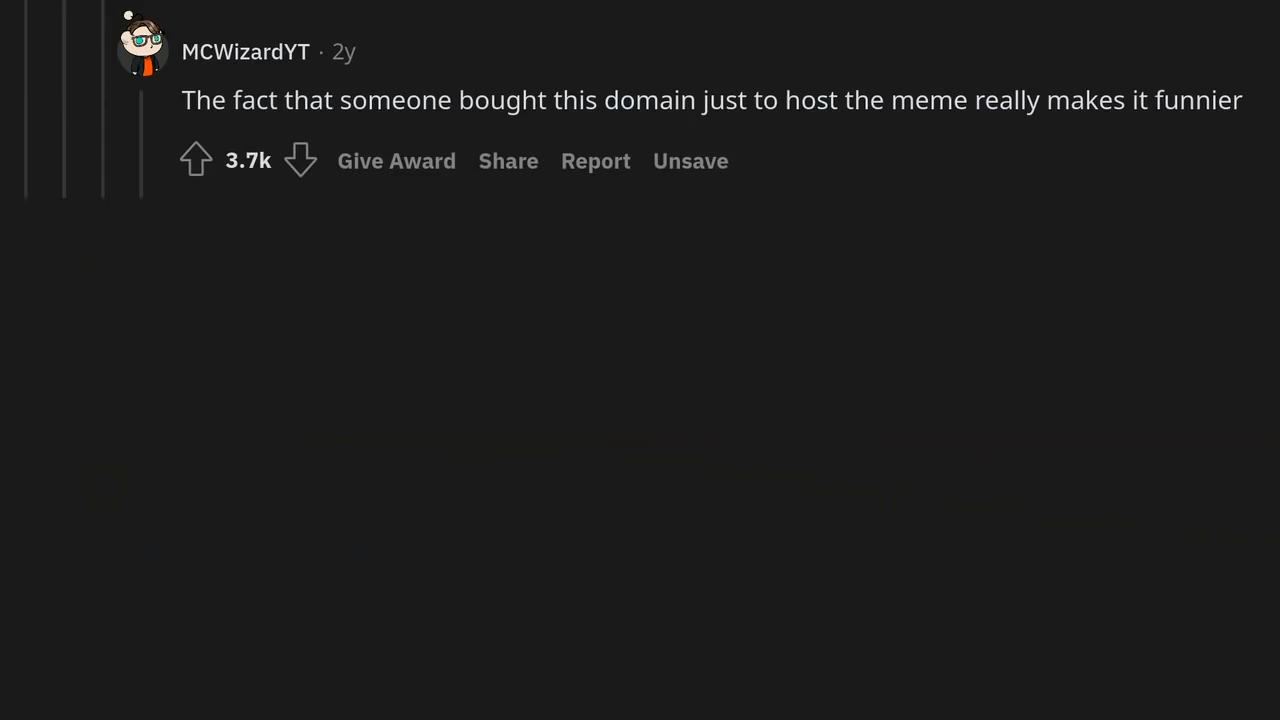 MCWizardYT · 2y
The fact that someone bought this domain just to host the meme really makes it funnier
3.7k Give Award Share Report Unsave